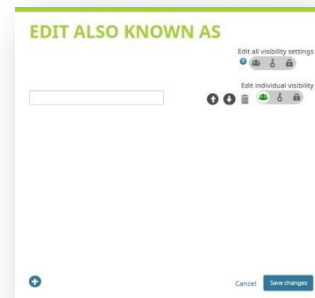 EDIT ALSO KNOWN AS
Edit all visibility settings
Edit individual visibility
Cancel Save changes